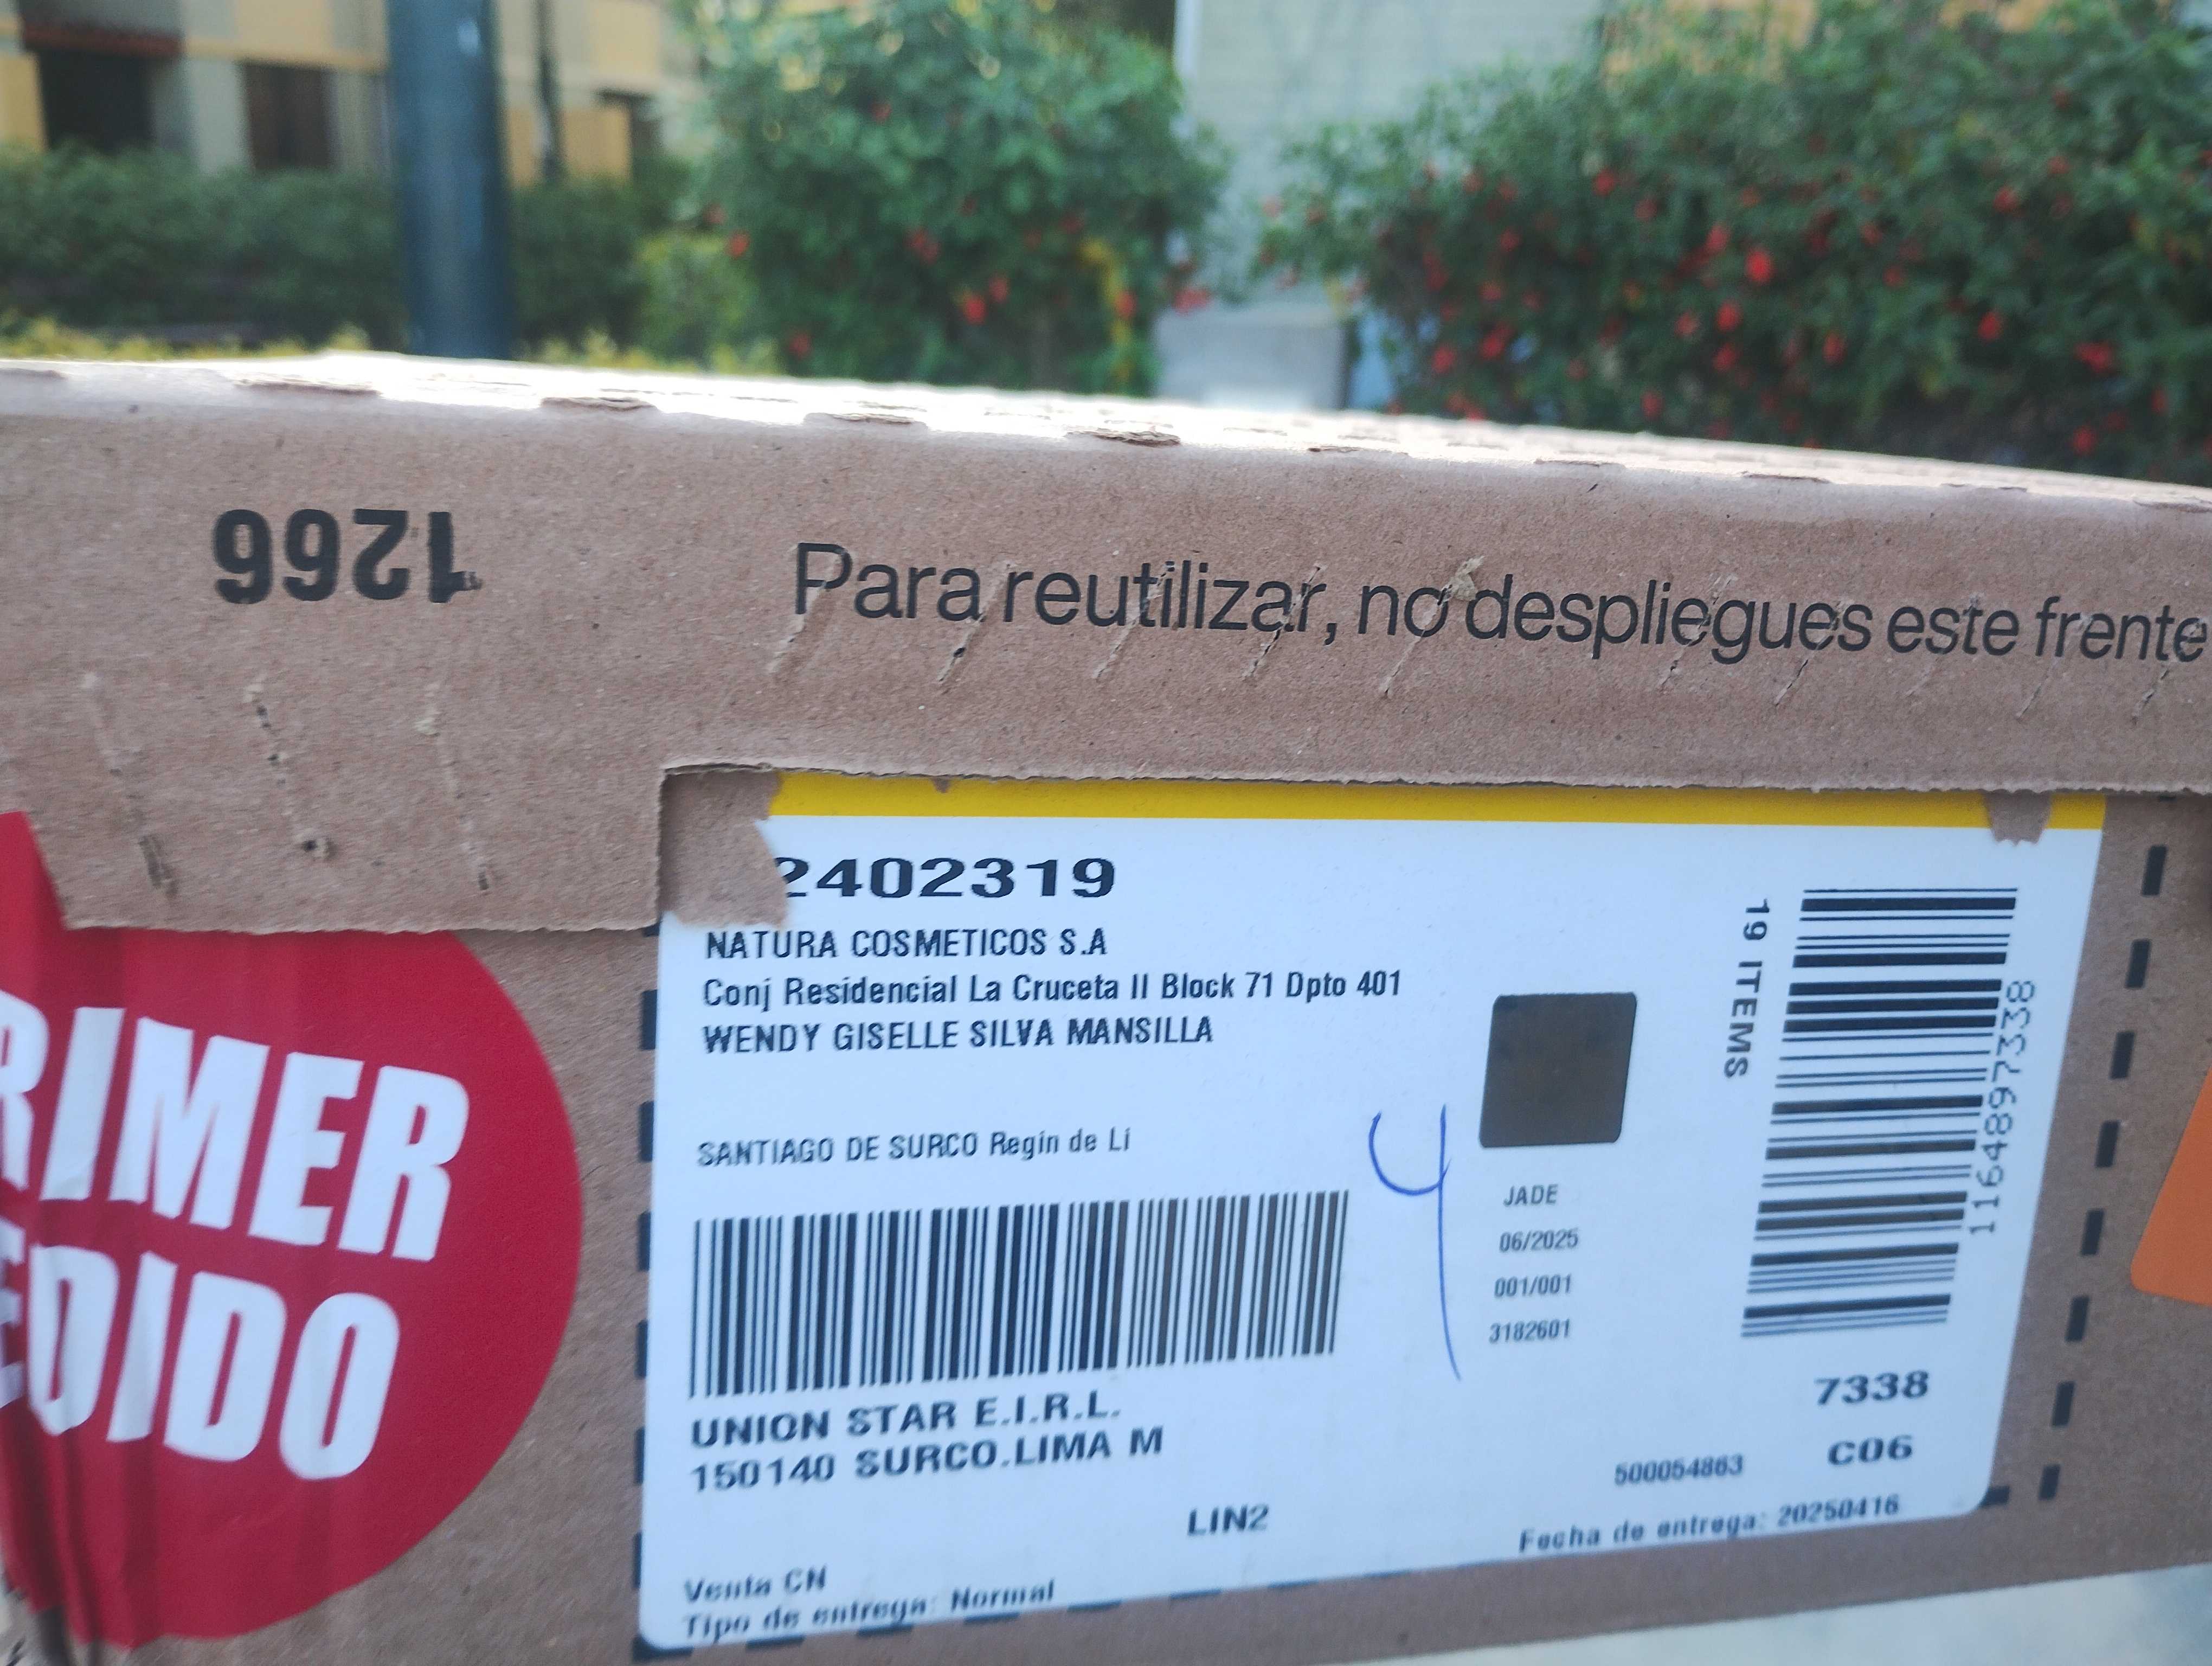 1266
Para reutilizar, no despliegues este frente
2402319
NATURA COSMETICOS S.A
Conj Residencial La Cruceta II Block 71 Dpto 401
WENDY GISELLE SILVA MANSILLA
SANTIAGO DE SURCO Regin de Li
UNION STAR E.I.R.L.
150140 SURCO.LIMA M
LIN2
Venta CN
Tipo de entrega: Normal
4
JADE
06/2025
001/001
3182601
19 ITEMS
1164897338
7338
C06
500054863
Fecha de entrega: 20250416
RIMER
EDIDO